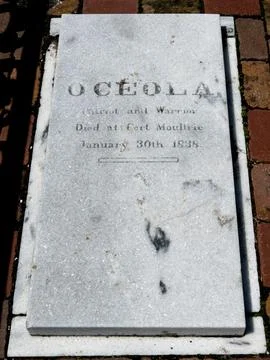 OCEOLA
Patriot and Warrior
Died at Fort Moultrie
January 30th 1838